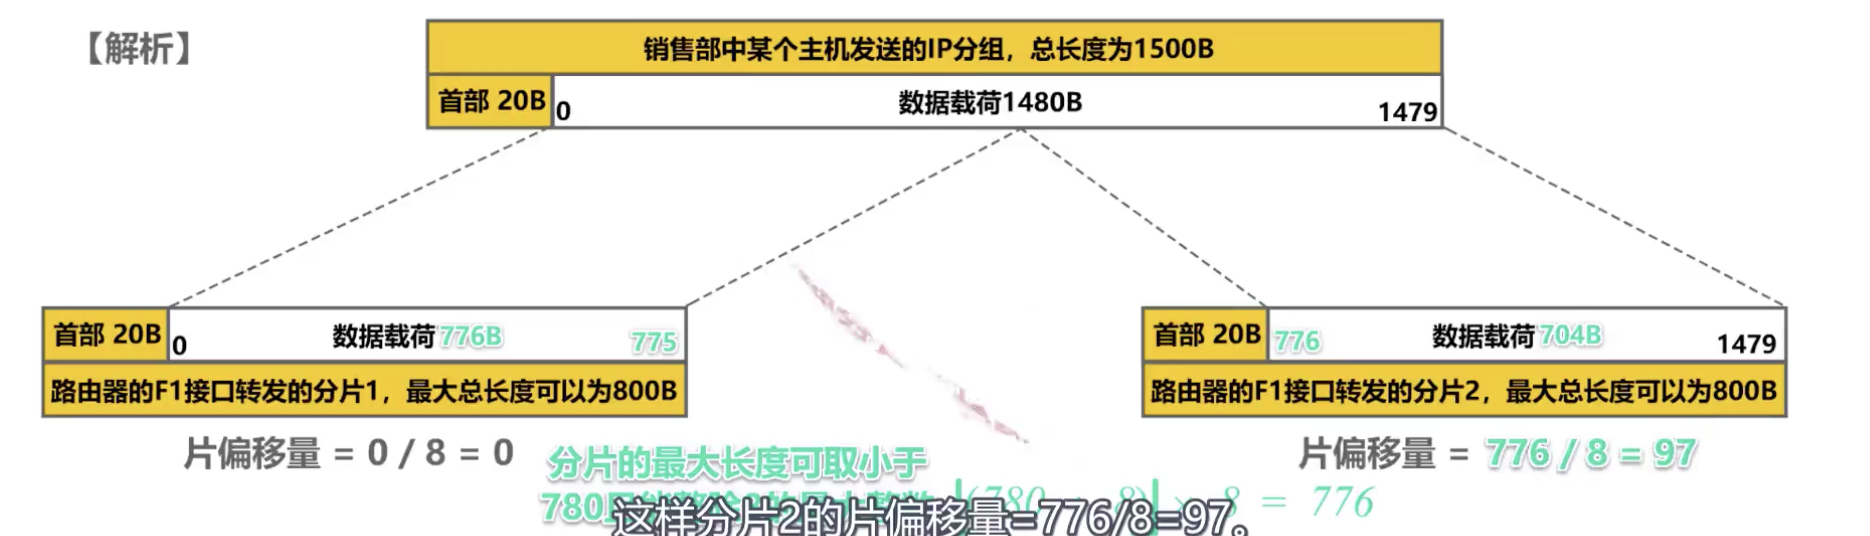 【解析】
销售部中某个主机发送的IP分组，总长度为1500B
首部 20B
0
数据载荷1480B
1479
首部 20B
0
数据载荷776B
775
路由器的F1接口转发的分片1，最大总长度可以为800B
片偏移量 = 0 / 8 = 0
首部 20B
776
数据载荷704B
1479
路由器的F1接口转发的分片2，最大总长度可以为800B
片偏移量 = 776 / 8 = 97
分片的最大长度可取小于
780 8 = 776
这样分片2的片偏移量=776/8=97。